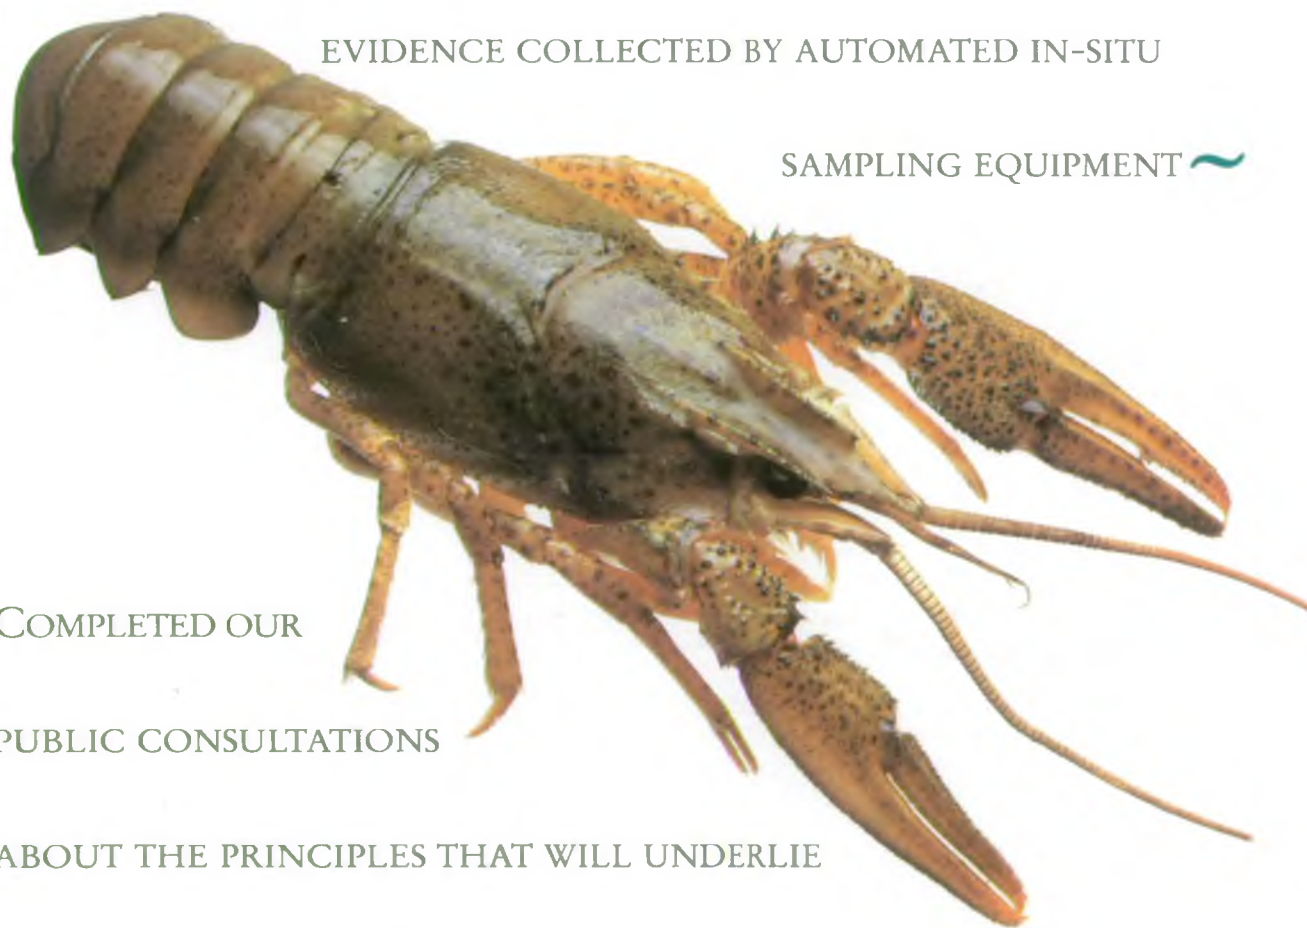 EVIDENCE COLLECTED BY AUTOMATED IN-SITU
SAMPLING EQUIPMENT ~
COMPLETED OUR
PUBLIC CONSULTATIONS
ABOUT THE PRINCIPLES THAT WILL UNDERLIE